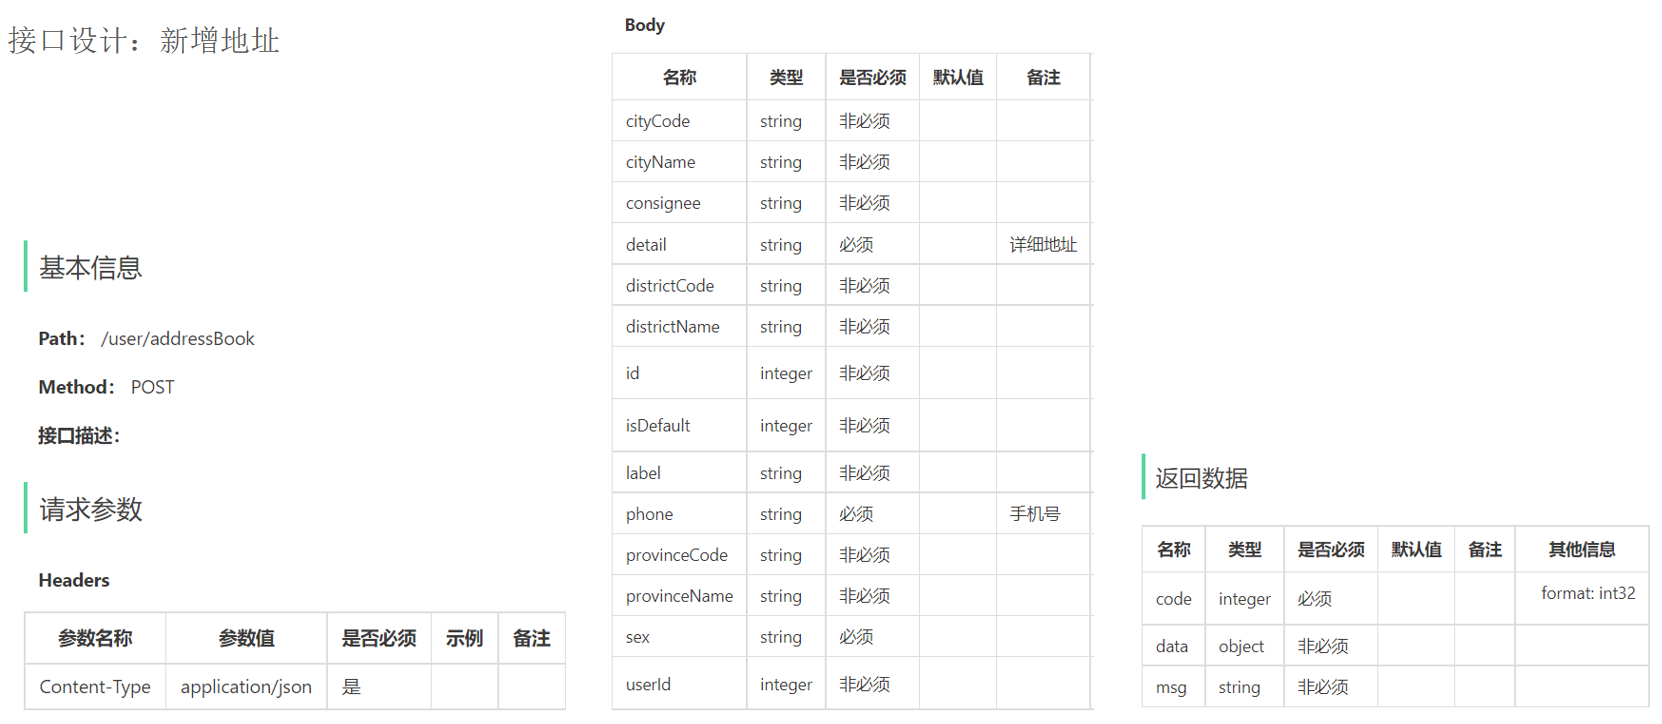 接口设计：新增地址
基本信息
Path： /user/addressBook
Method： POST
接口描述：
请求参数
Headers
参数名称 参数值 是否必须 示例 备注
Content-Type application/json 是
Body
名称 类型 是否必须 默认值 备注
cityCode string 非必须
cityName string 非必须
consignee string 非必须
detail string 必须 详细地址
districtCode string 非必须
districtName string 非必须
id integer 非必须
isDefault integer 非必须
label string 非必须
phone string 必须 手机号
provinceCode string 非必须
provinceName string 非必须
sex string 必须
userId integer 非必须
返回数据
名称 类型 是否必须 默认值 备注 其他信息
code integer 必须 format: int32
data object 非必须
msg string 非必须